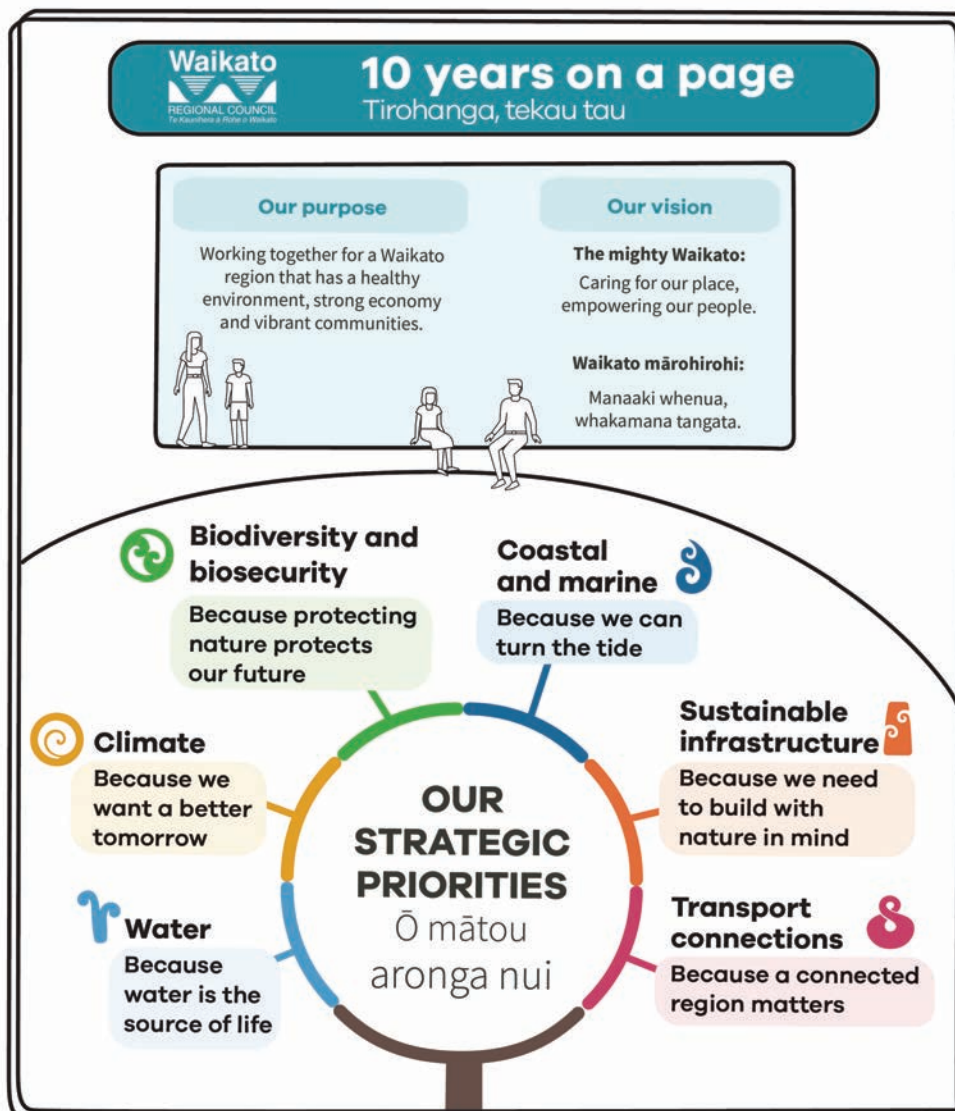 Waikato
REGIONAL COUNCIL
Te Kaunihera ā Rohe o Waikato
10 years on a page
Tirohanga, tekau tau
Our purpose
Working together for a Waikato
region that has a healthy
environment, strong economy
and vibrant communities.
Our vision
The mighty Waikato:
Caring for our place,
empowering our people.
Waikato mārohirohi:
Manaaki whenua,
whakamana tangata.
Biodiversity and
biosecurity
Because protecting
nature protects
our future
Coastal
and marine
Because we can
turn the tide
Climate
Because we
want a better
tomorrow
Sustainable
infrastructure
Because we need
to build with
nature in mind
Water
Because
water is the
source of life
Transport
connections
Because a connected
region matters
OUR
STRATEGIC
PRIORITIES
Ō mātou
aronga nui